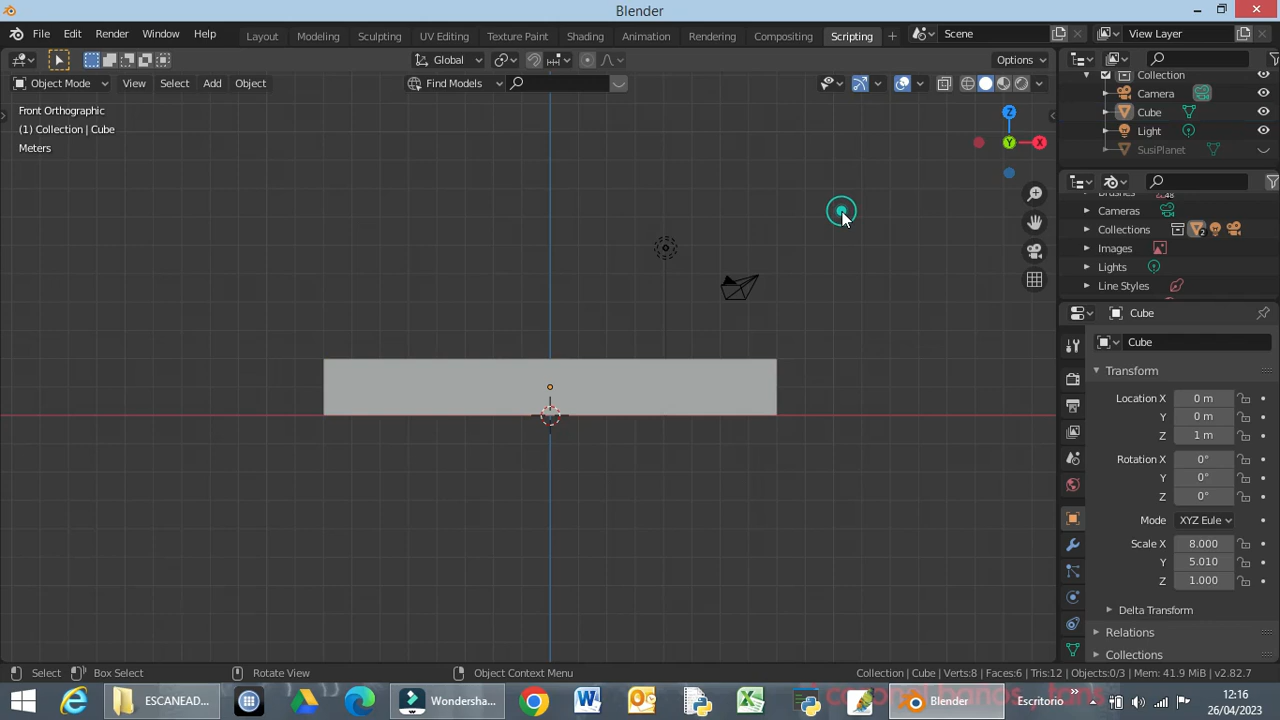 Blender
File Edit Render Window Help Layout Modeling Sculpting UV Editing Texture Paint Shading Animation Rendering Compositing Scripting Scene View Layer
Global Options
Object Mode View Select Add Object Find Models
Front Orthographic
(1) Collection | Cube
Meters
Z
Y
X
Collection
Camera
Cube
Light
SusiPlanet
Cameras
Collections 2
Images
Lights
Line Styles
Cube
Cube
Transform
Location X 0 m
Y 0 m
Z 1 m
Rotation X 0°
Y 0°
Z 0°
Mode XYZ Eule
Scale X 8.000
Y 5.010
Z 1.000
Delta Transform
Relations
Collections
Select Box Select Rotate View Object Context Menu Collection | Cube | Verts:8 | Faces:6 | Tris:12 | Objects:0/3 | Mem: 41.9 MiB | v2.82.7
ESCANEAD... Wondersha... Blender Escritorio
12:16
26/04/2023